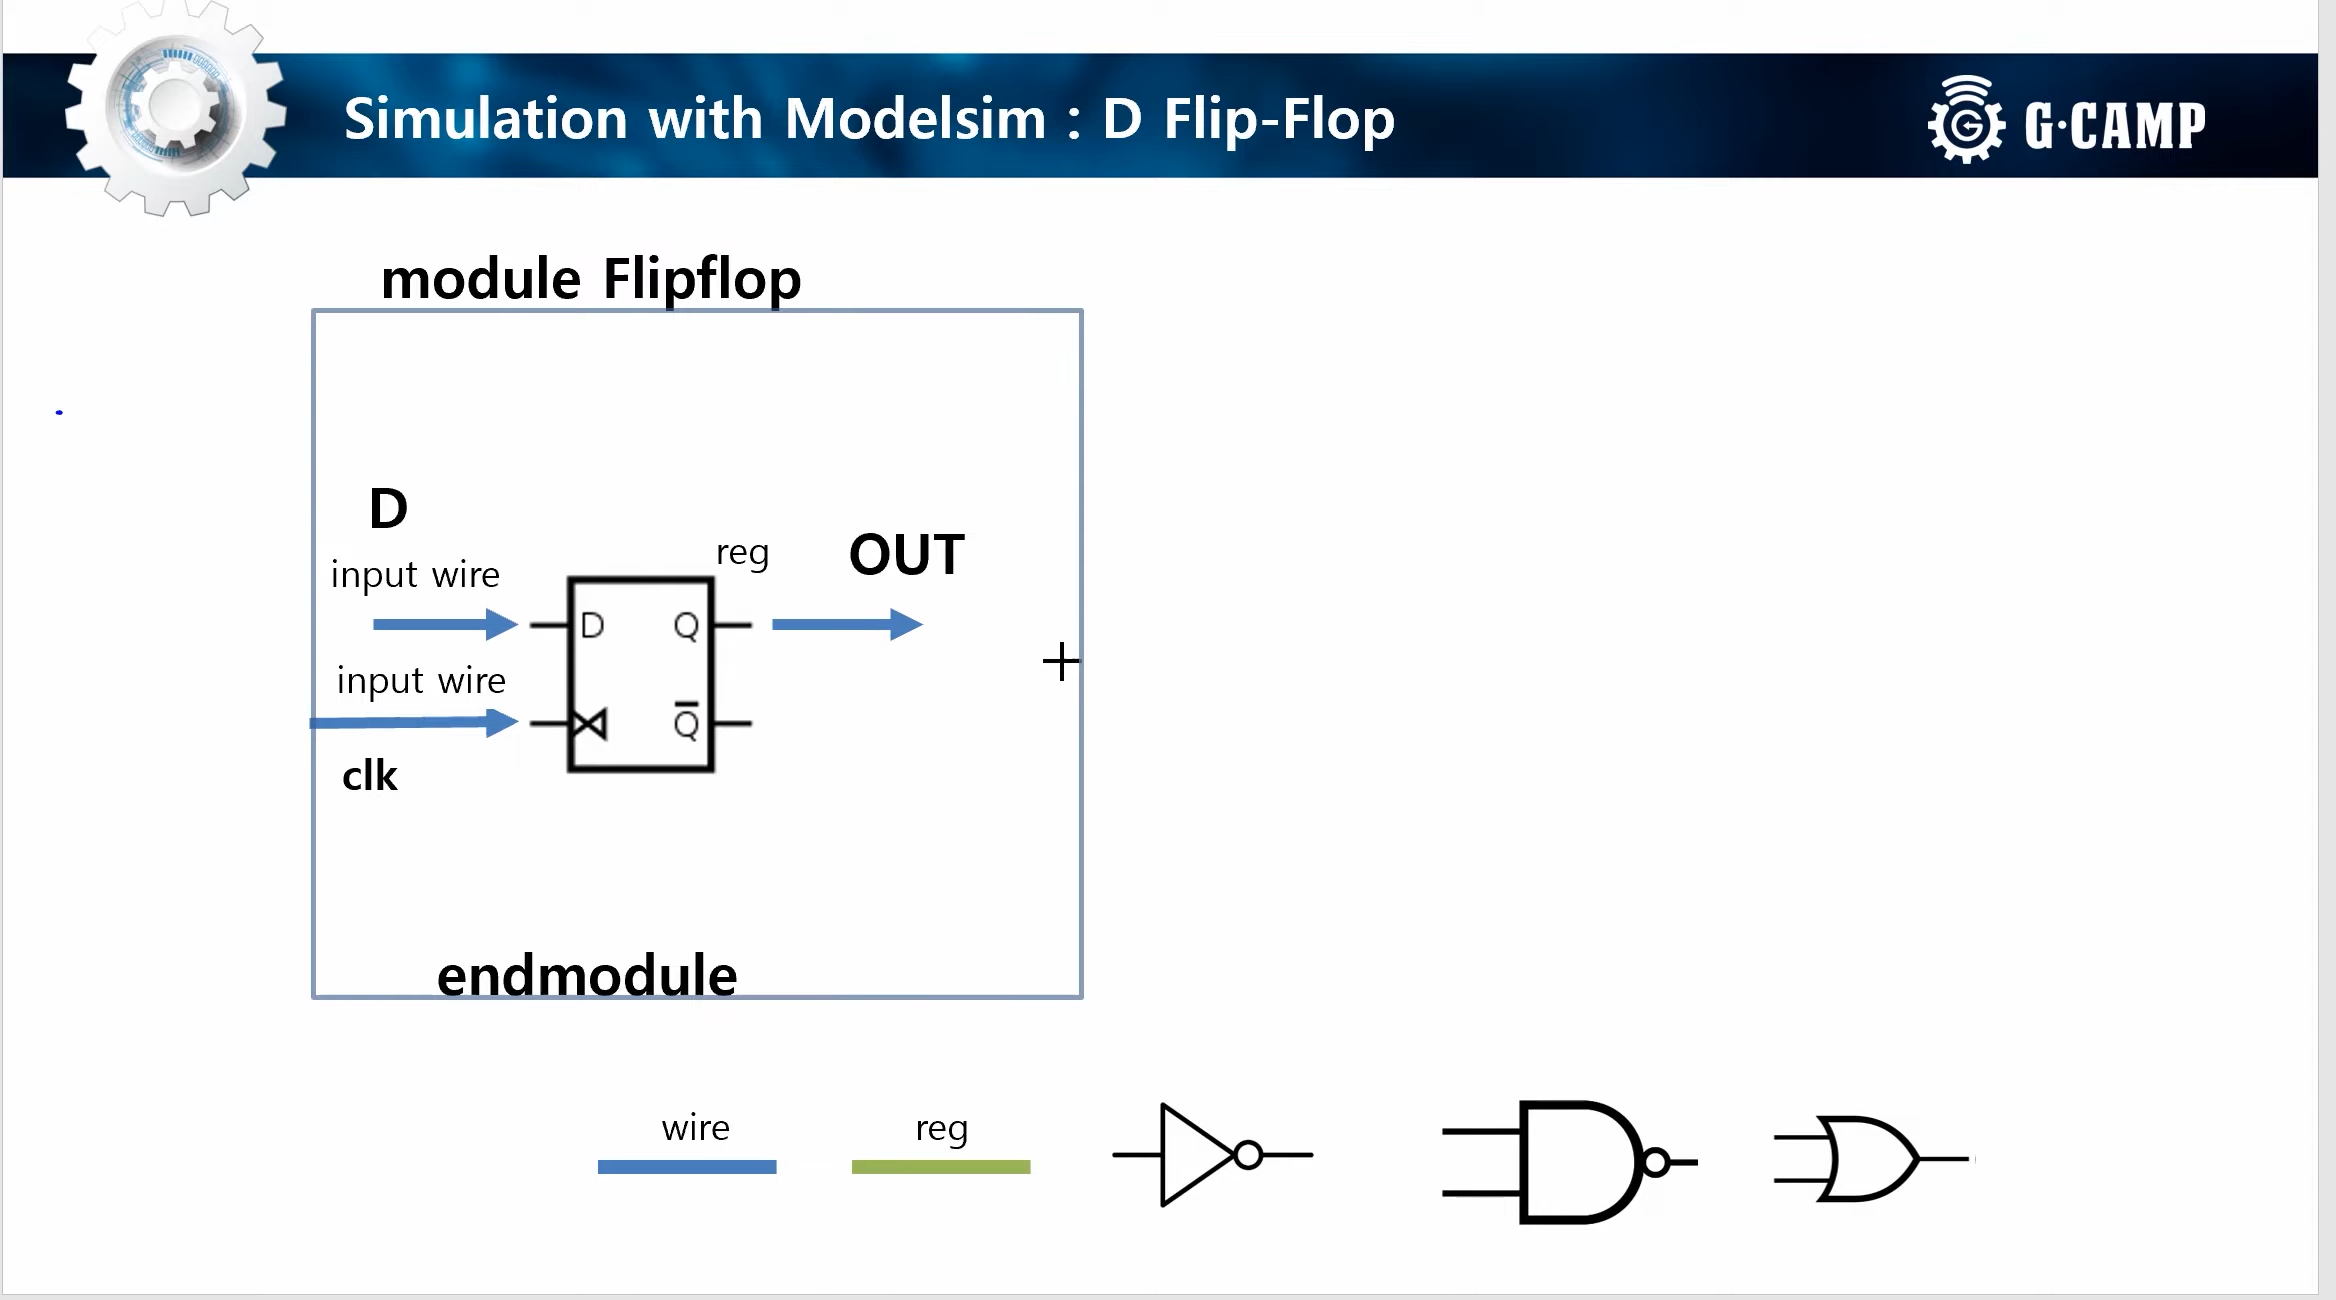 Simulation with Modelsim : D Flip-Flop
G·CAMP
module Flipflop
D
input wire
reg
OUT
D
Q
input wire
Q̅
clk
endmodule
wire
reg